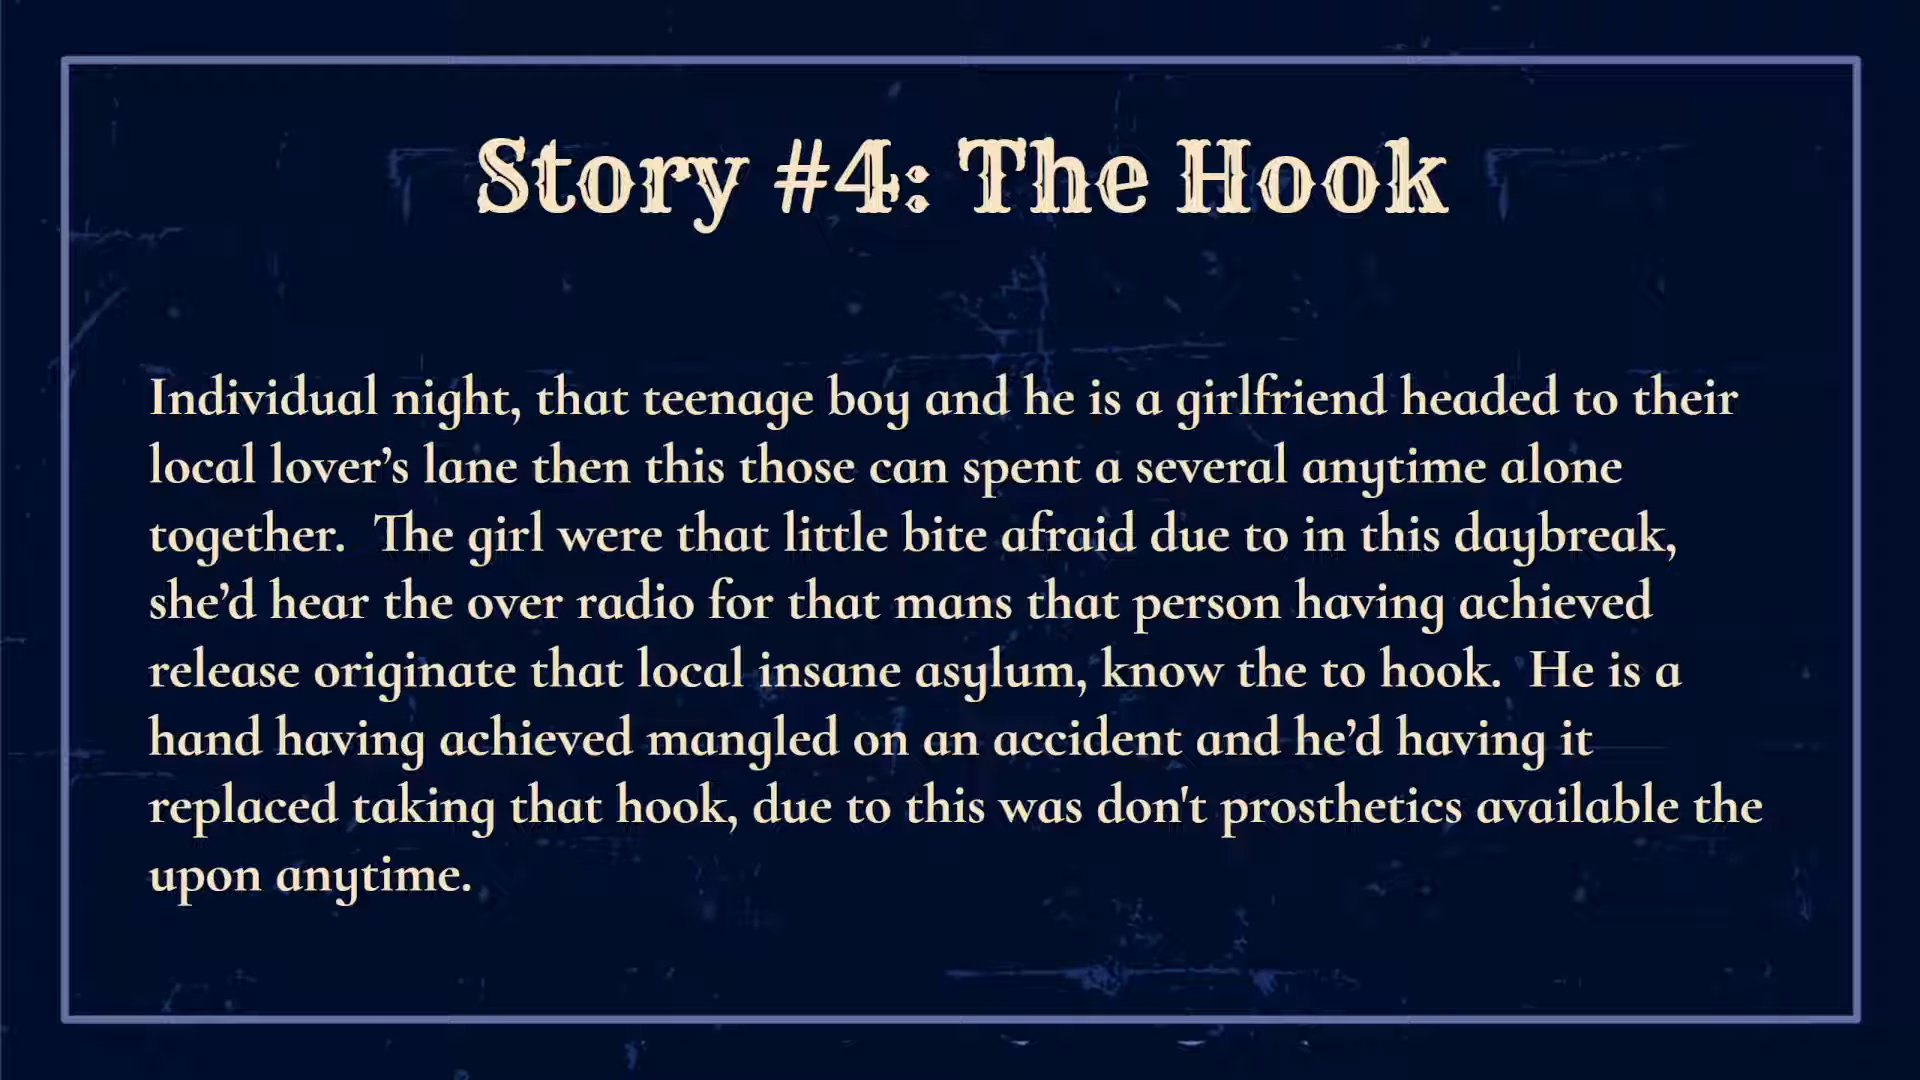 Story #4: The Hook
Individual night, that teenage boy and he is a girlfriend headed to their
local lover’s lane then this those can spent a several anytime alone
together.  The girl were that little bite afraid due to in this daybreak,
she’d hear the over radio for that mans that person having achieved
release originate that local insane asylum, know the to hook.  He is a
hand having achieved mangled on an accident and he’d having it
replaced taking that hook, due to this was don't prosthetics available the
upon anytime.